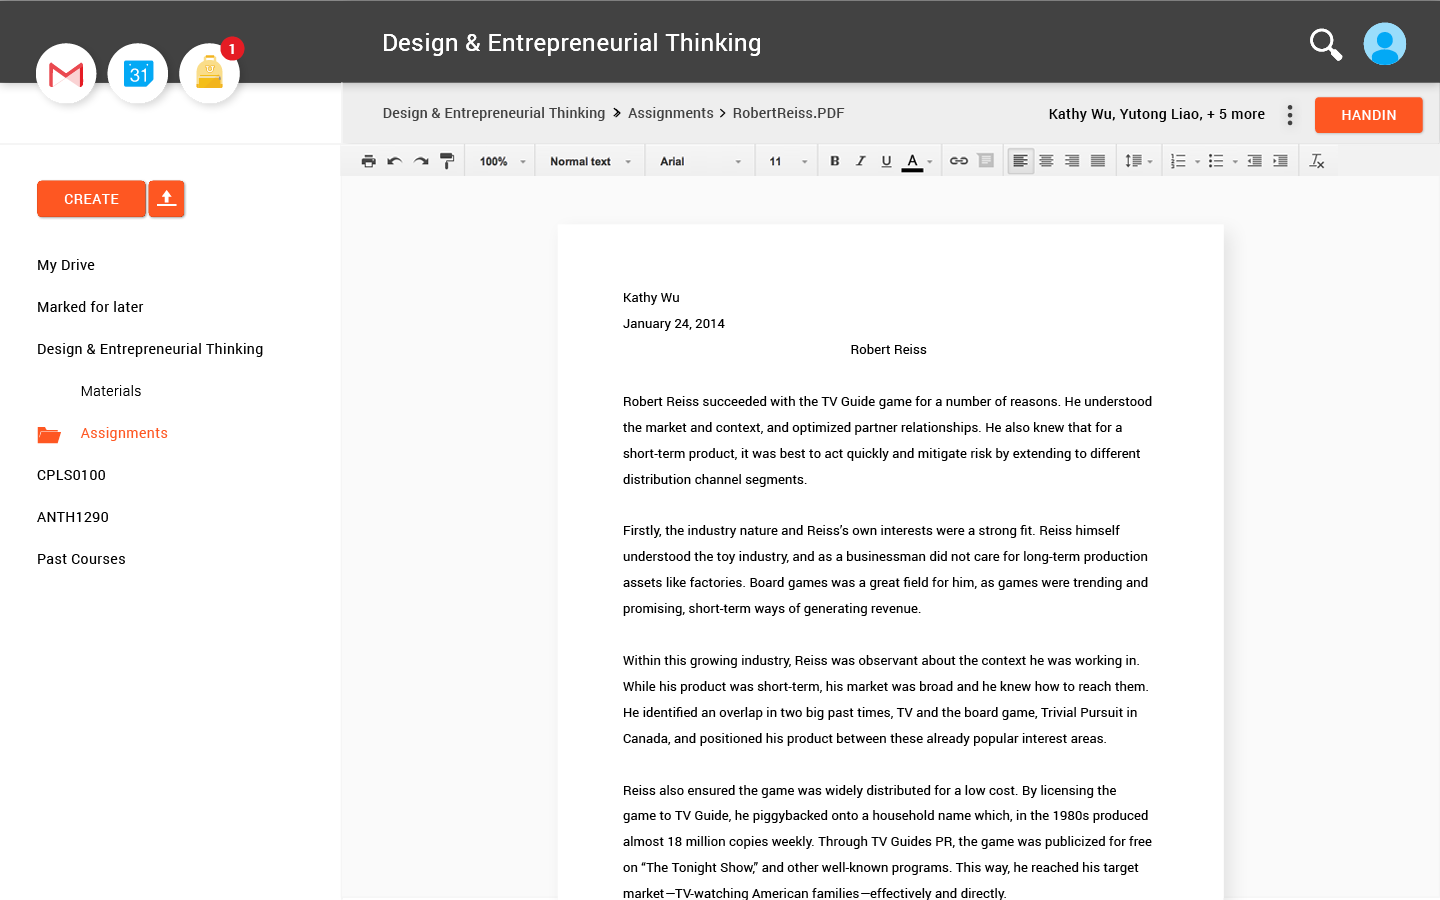 Design & Entrepreneurial Thinking
31
1
Design & Entrepreneurial Thinking > Assignments > RobertReiss.PDF
Kathy Wu, Yutong Liao, + 5 more
HANDIN
100%
Normal text
Arial
11
B I U A
CREATE
My Drive
Marked for later
Design & Entrepreneurial Thinking
Materials
Assignments
CPLS0100
ANTH1290
Past Courses
Kathy Wu
January 24, 2014
Robert Reiss
Robert Reiss succeeded with the TV Guide game for a number of reasons. He understood
the market and context, and optimized partner relationships. He also knew that for a
short-term product, it was best to act quickly and mitigate risk by extending to different
distribution channel segments.
Firstly, the industry nature and Reiss’s own interests were a strong fit. Reiss himself
understood the toy industry, and as a businessman did not care for long-term production
assets like factories. Board games was a great field for him, as games were trending and
promising, short-term ways of generating revenue.
Within this growing industry, Reiss was observant about the context he was working in.
While his product was short-term, his market was broad and he knew how to reach them.
He identified an overlap in two big past times, TV and the board game, Trivial Pursuit in
Canada, and positioned his product between these already popular interest areas.
Reiss also ensured the game was widely distributed for a low cost. By licensing the
game to TV Guide, he piggybacked onto a household name which, in the 1980s produced
almost 18 million copies weekly. Through TV Guides PR, the game was publicized for free
on “The Tonight Show,” and other well-known programs. This way, he reached his target
market—TV-watching American families—effectively and directly.